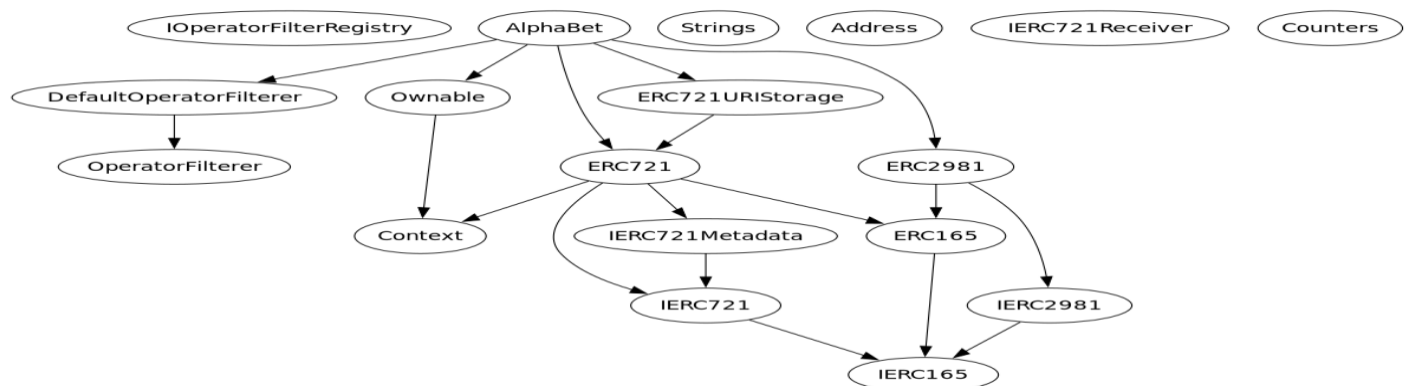 IOperatorFilterRegistry
AlphaBet
Strings
Address
IERC721Receiver
Counters
DefaultOperatorFilterer
Ownable
ERC721URIStorage
OperatorFilterer
ERC721
ERC2981
Context
IERC721Metadata
ERC165
IERC721
IERC2981
IERC165